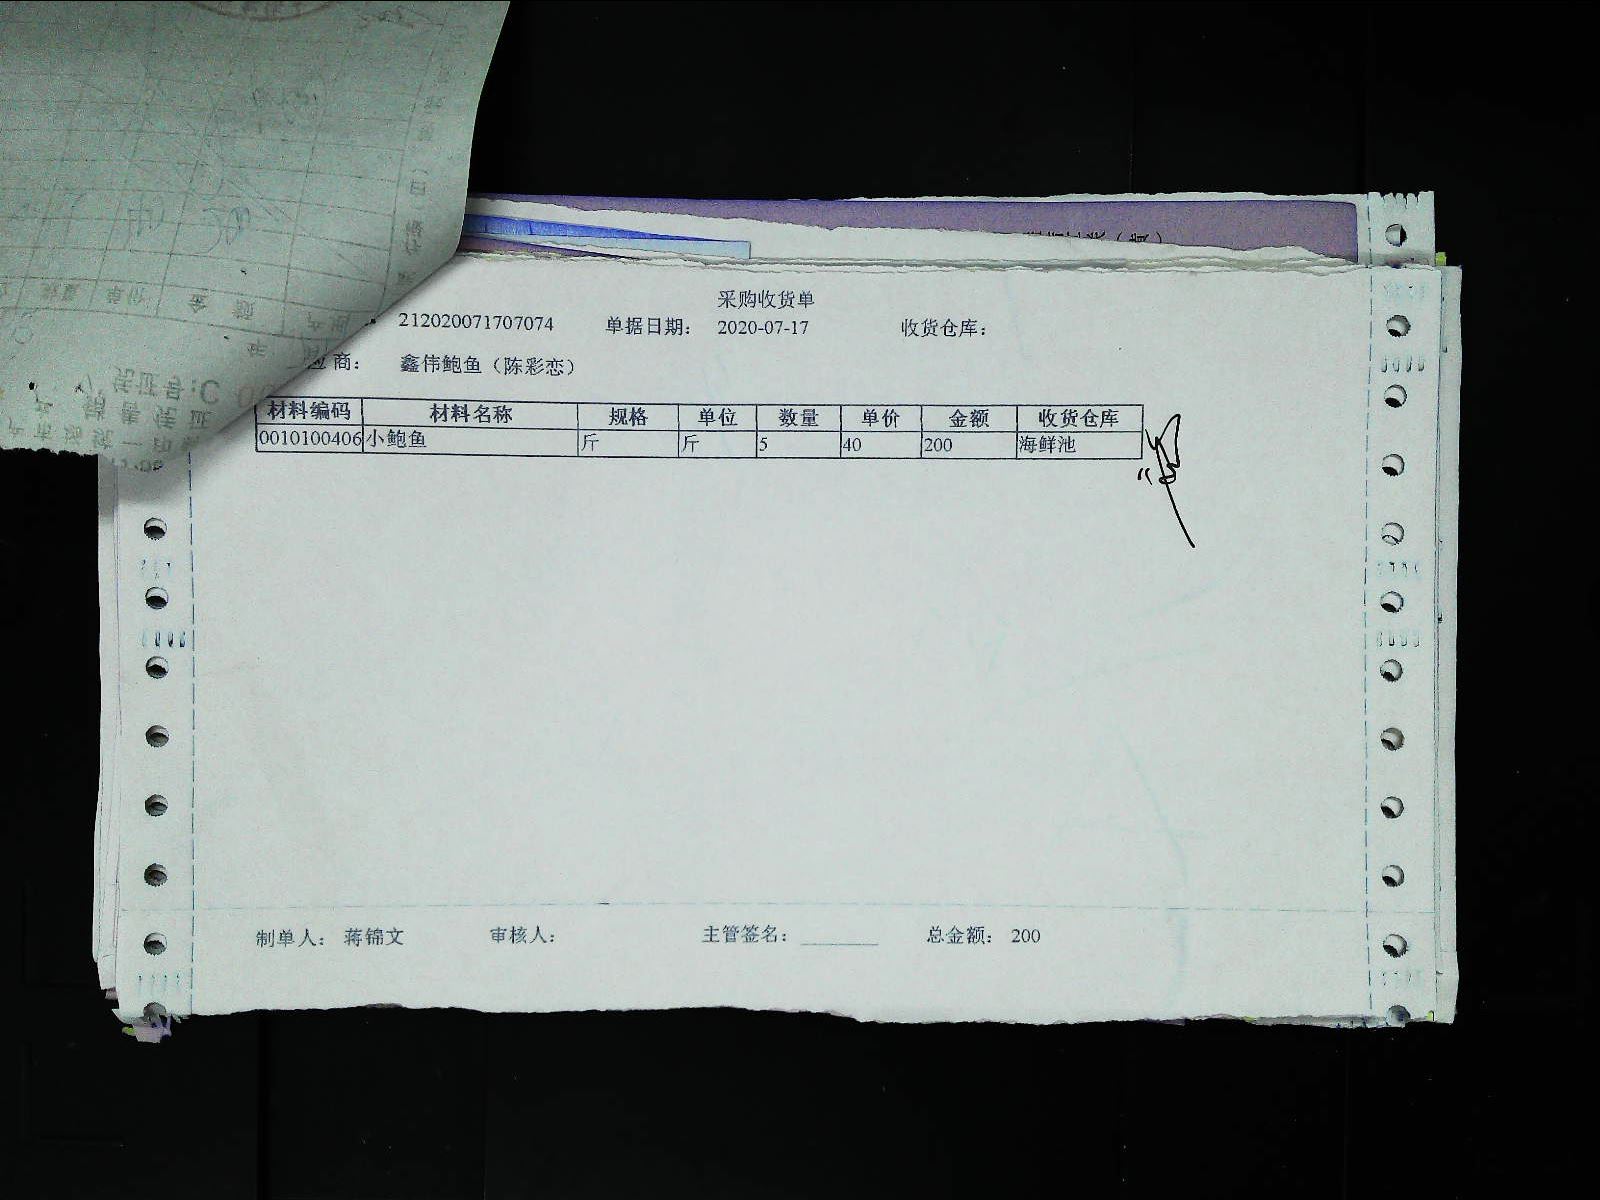 采购收货单
212020071707074 单据日期: 2020-07-17 收货仓库:
应商: 鑫伟鲍鱼（陈彩恋）
材料编码 材料名称 规格 单位 数量 单价 金额 收货仓库
0010100406 小鲍鱼 斤 斤 5 40 200 海鲜池
制单人: 蒋锦文 审核人: 主管签名: 总金额: 200